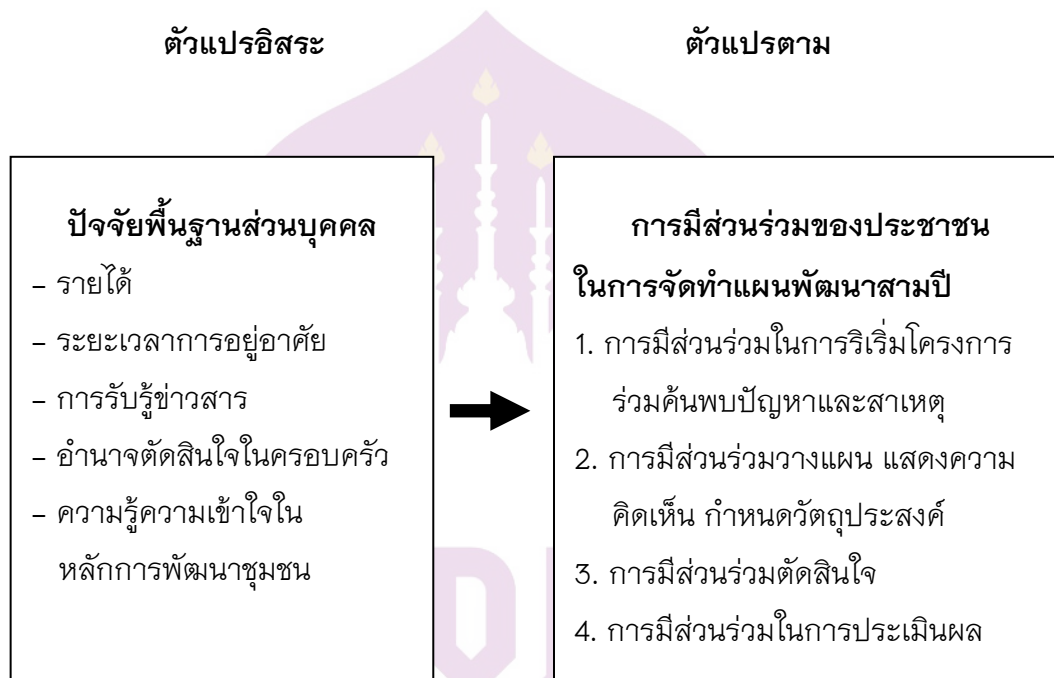 ตัวแปรอิสระ
ตัวแปรตาม
ปัจจัยพื้นฐานส่วนบุคคล
– รายได้
– ระยะเวลาการอยู่อาศัย
– การรับรู้ข่าวสาร
– อำนาจตัดสินใจในครอบครัว
– ความรู้ความเข้าใจใน
หลักการพัฒนาชุมชน
การมีส่วนร่วมของประชาชน
ในการจัดทำแผนพัฒนาสามปี
1. การมีส่วนร่วมในการริเริ่มโครงการ
ร่วมค้นพบปัญหาและสาเหตุ
2. การมีส่วนร่วมวางแผน แสดงความ
คิดเห็น กำหนดวัตถุประสงค์
3. การมีส่วนร่วมตัดสินใจ
4. การมีส่วนร่วมในการประเมินผล